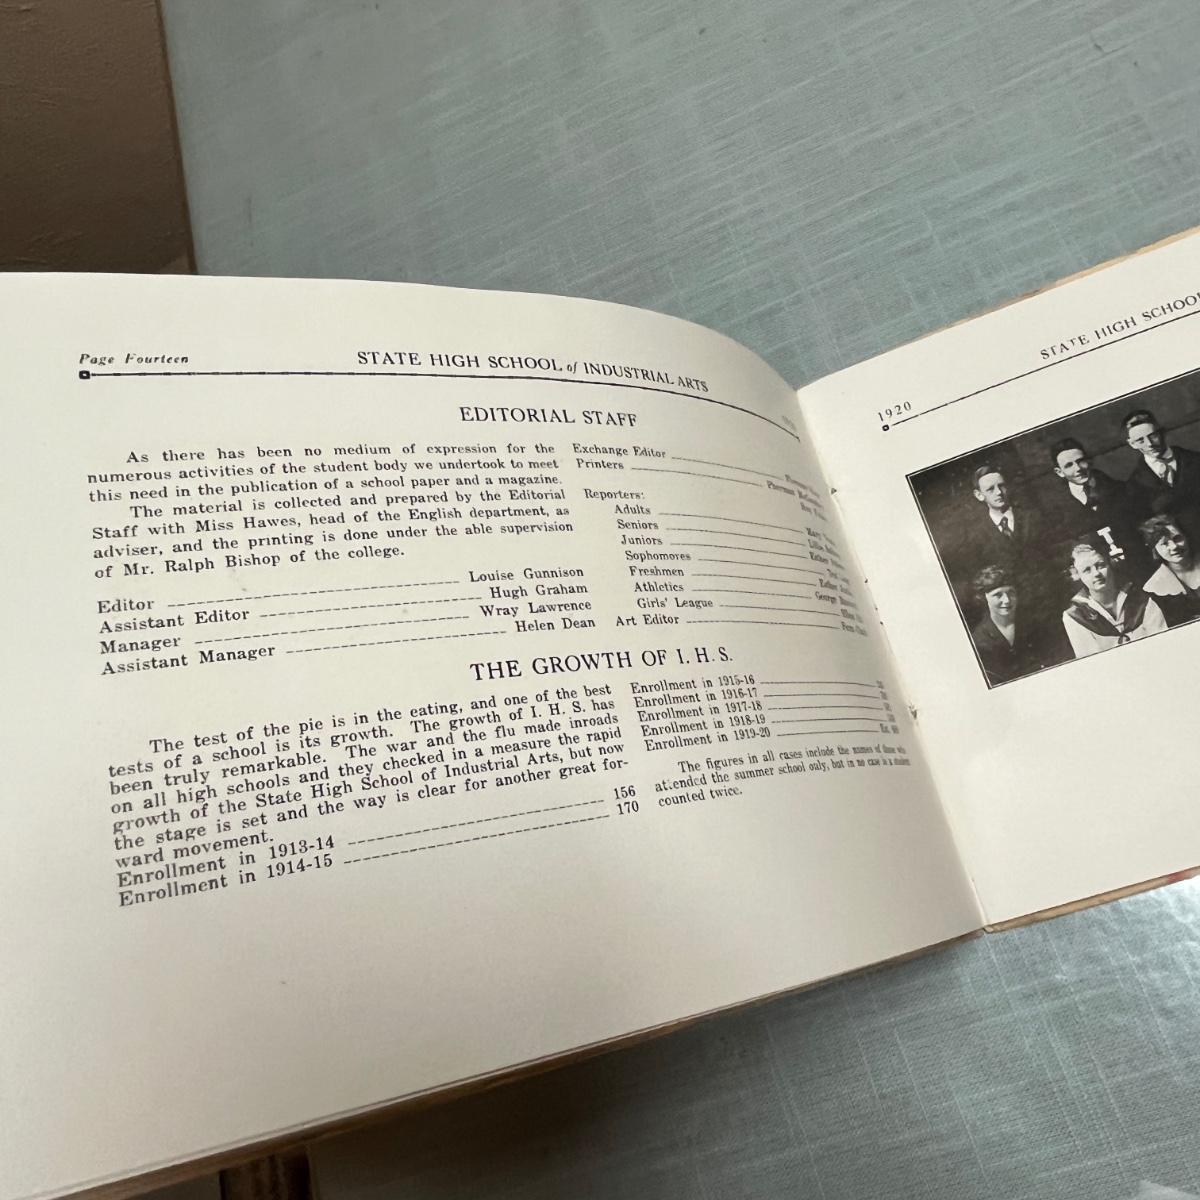 Page Fourteen
STATE HIGH SCHOOL of INDUSTRIAL ARTS
EDITORIAL STAFF
As there has been no medium of expression for the
numerous activities of the student body we undertook to meet
this need in the publication of a school paper and a magazine.
The material is collected and prepared by the Editorial
Staff with Miss Hawes, head of the English department, as
adviser, and the printing is done under the able supervision
of Mr. Ralph Bishop of the college.
Editor Louise Gunnison
Assistant Editor Hugh Graham
Manager Wray Lawrence
Assistant Manager Helen Dean
Exchange Editor
Printers
Reporters:
Adults
Seniors
Juniors
Sophomores
Freshmen
Athletics
Girls' League
Art Editor
THE GROWTH OF I. H. S.
The test of the pie is in the eating, and one of the best
tests of a school is its growth. The growth of I. H. S. has
been truly remarkable. The war and the flu made inroads
on all high schools and they checked in a measure the rapid
growth of the State High School of Industrial Arts, but now
the stage is set and the way is clear for another great for-
ward movement.
Enrollment in 1913-14 156
Enrollment in 1914-15 170
Enrollment in 1915-16
Enrollment in 1916-17
Enrollment in 1917-18
Enrollment in 1918-19
Enrollment in 1919-20
The figures in all cases include the names of those who
attended the summer school only, but in no case is a student
counted twice.
1920
STATE HIGH SCHOOL
I